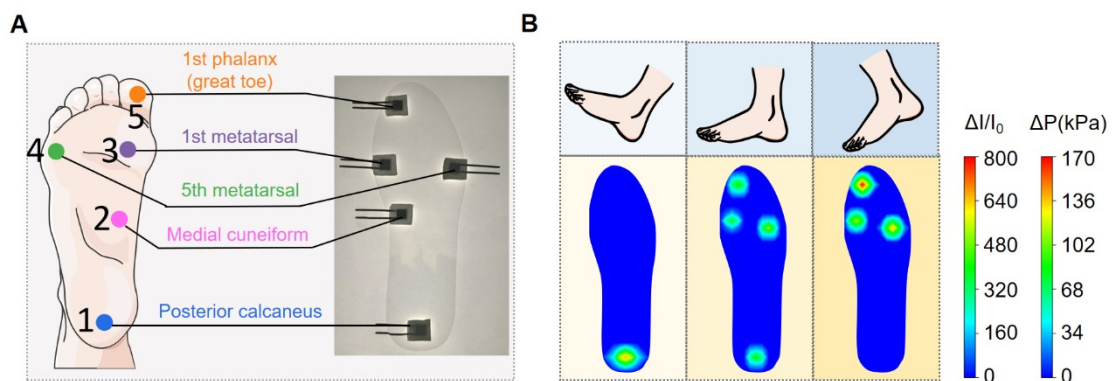 A
1st phalanx
(great toe)
1st metatarsal
5th metatarsal
Medial cuneiform
Posterior calcaneus
5
4
3
2
1
B
ΔI/I0
800
640
480
320
160
0
ΔP(kPa)
170
136
102
68
34
0